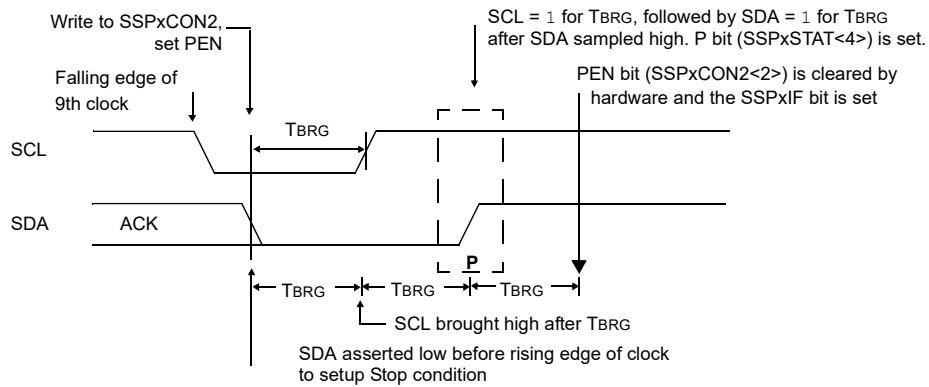 Write to SSPxCON2,
set PEN
SCL = 1 for TBRG, followed by SDA = 1 for TBRG
after SDA sampled high. P bit (SSPxSTAT<4>) is set.
Falling edge of
9th clock
PEN bit (SSPxCON2<2>) is cleared by
hardware and the SSPxIF bit is set
TBRG
SCL
SDA
ACK
P
TBRG
TBRG
TBRG
SCL brought high after TBRG
SDA asserted low before rising edge of clock
to setup Stop condition